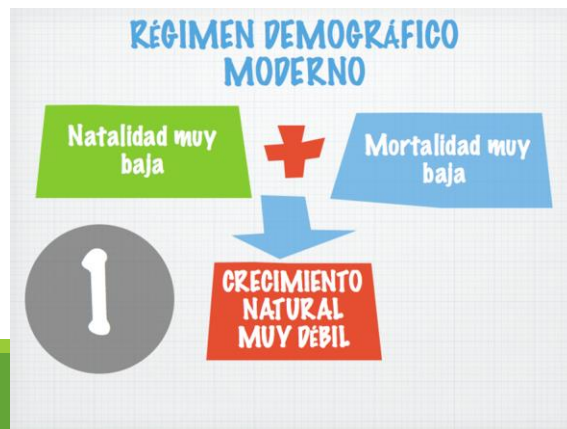 RÉGIMEN DEMOGRÁFICO
MODERNO
Natalidad muy
baja
+
Mortalidad muy
baja
1
CRECIMIENTO
NATURAL
MUY DÉBIL